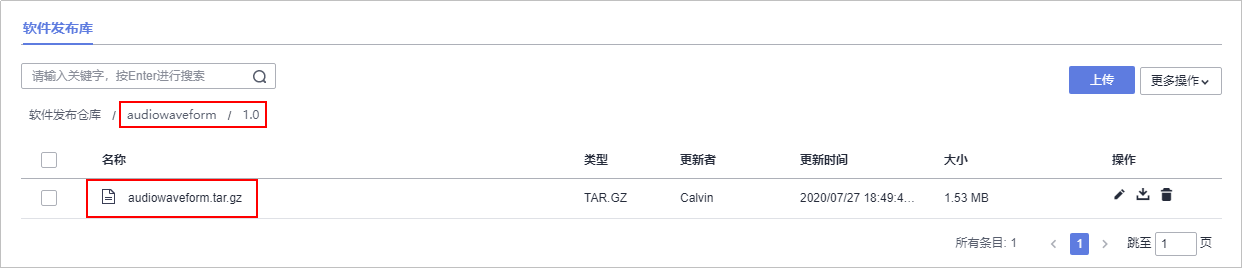 软件发布库
请输入关键字，按Enter进行搜索
上传 更多操作
软件发布仓库 / audiowaveform / 1.0
名称 类型 更新者 更新时间 大小 操作
audiowaveform.tar.gz TAR.GZ Calvin 2020/07/27 18:49:4... 1.53 MB
所有条目: 1 < 1 > 跳至 1 页